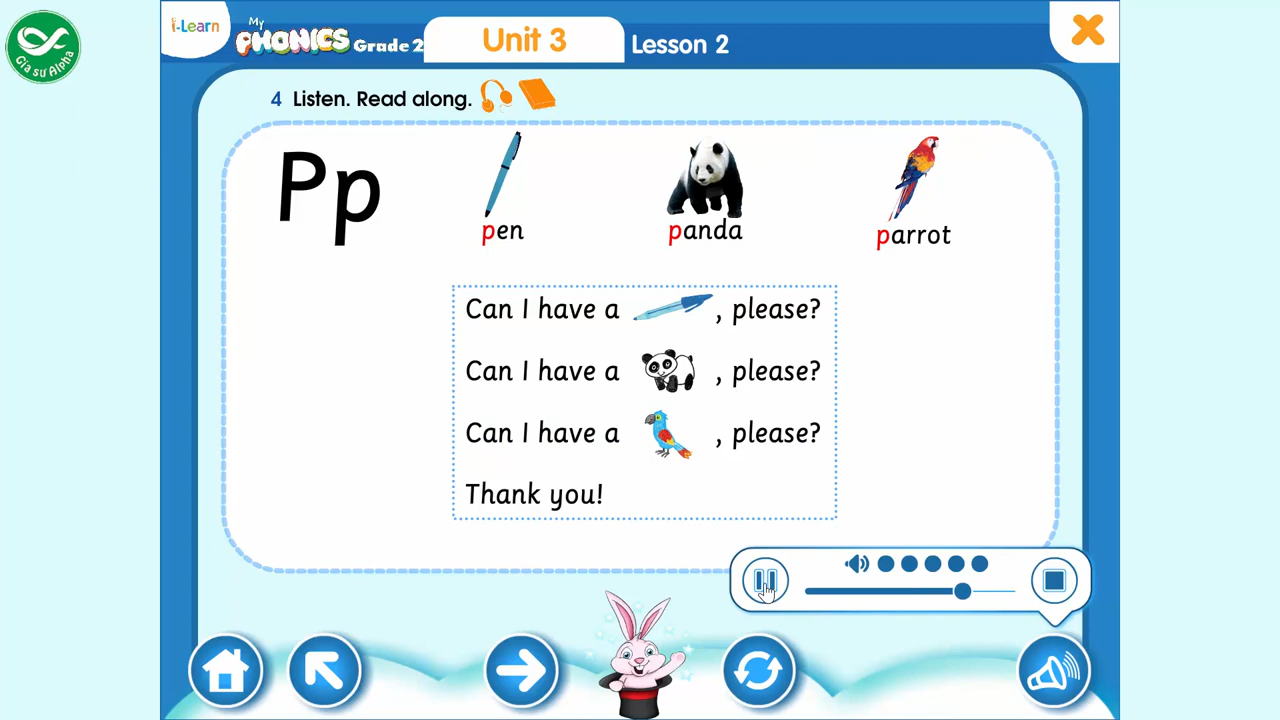 Gia sư Alpha
i-Learn
My
PHONICS Grade 2
Unit 3
Lesson 2
4 Listen. Read along.
Pp
pen
panda
parrot
Can I have a , please?
Can I have a , please?
Can I have a , please?
Thank you!